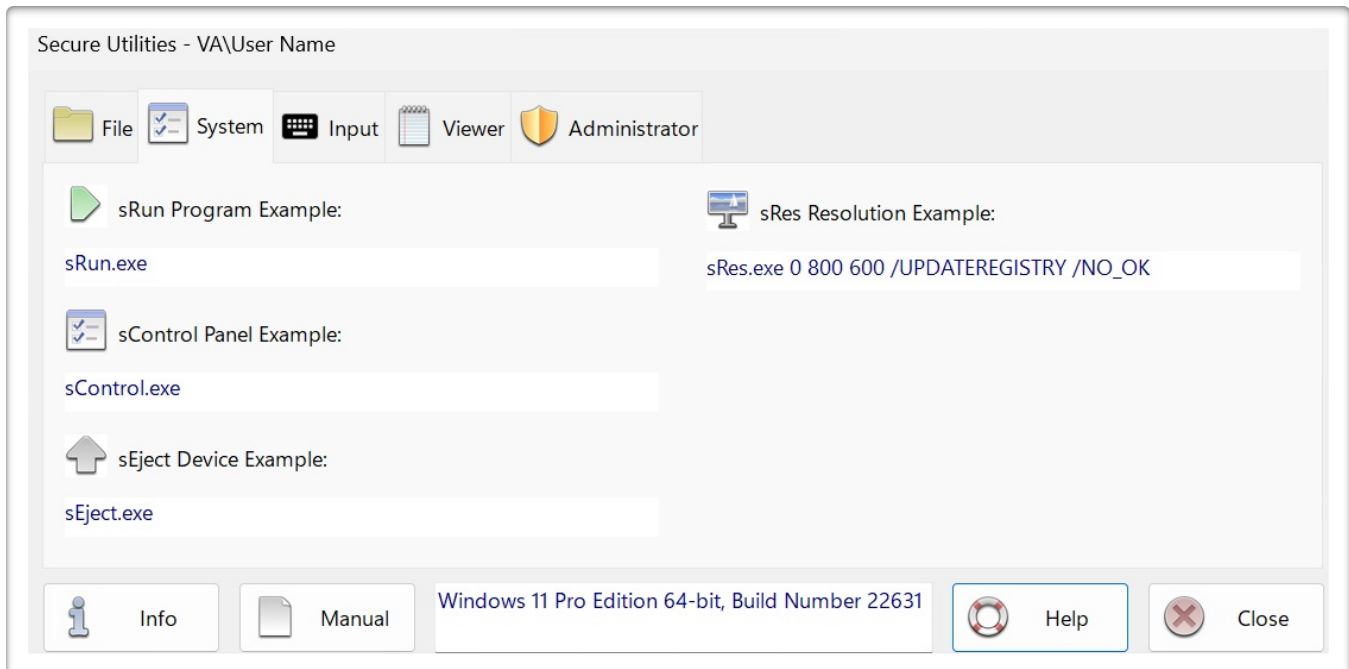 Secure Utilities - VA\User Name
File System Input Viewer Administrator
sRun Program Example:
sRun.exe
sControl Panel Example:
sControl.exe
sEject Device Example:
sEject.exe
sRes Resolution Example:
sRes.exe 0 800 600 /UPDATEREGISTRY /NO_OK
Info Manual Windows 11 Pro Edition 64-bit, Build Number 22631 Help Close